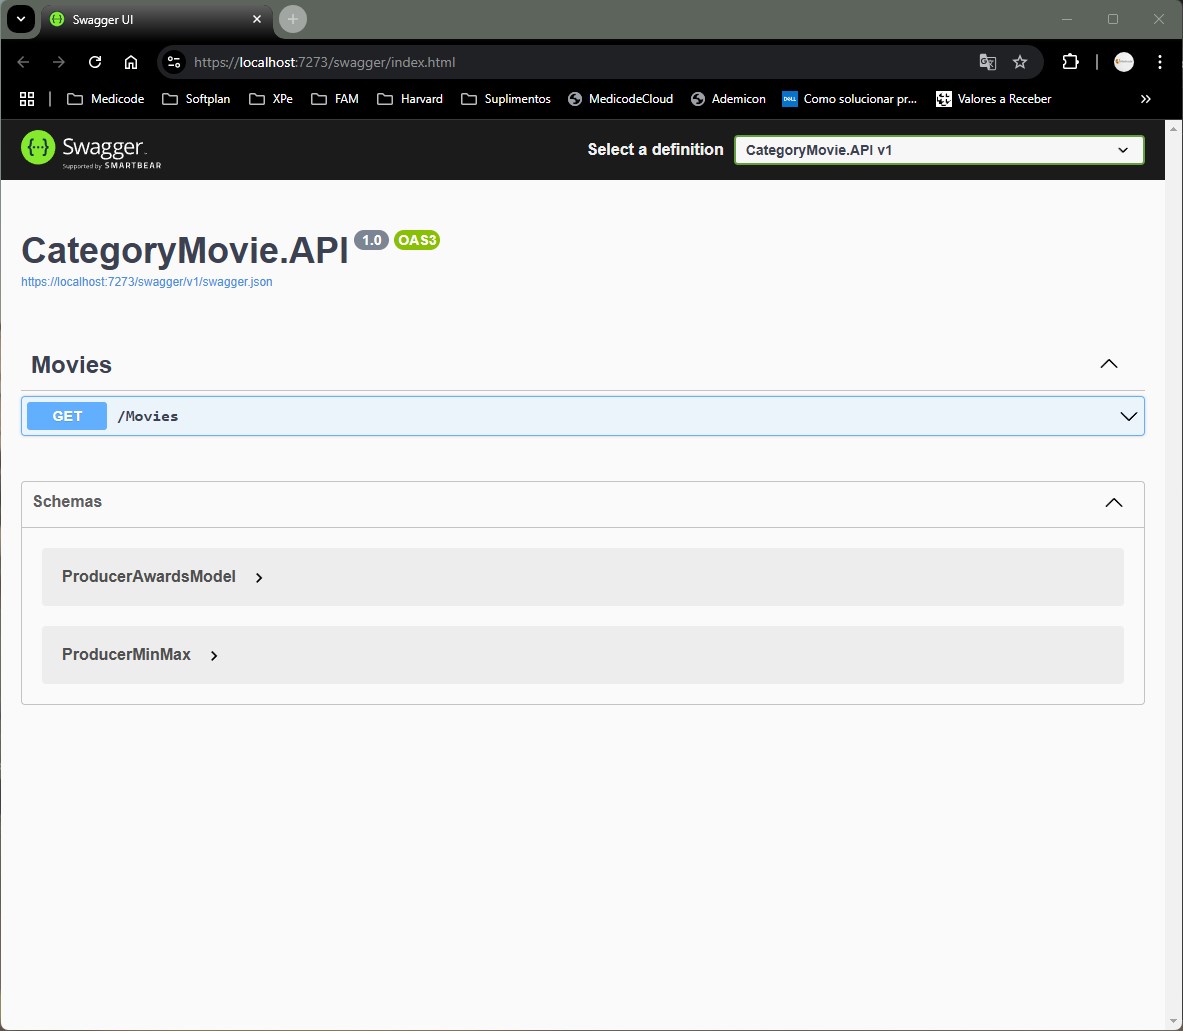 Swagger UI
https://localhost:7273/swagger/index.html
Medicode Softplan XPe FAM Harvard Suplimentos MedicodeCloud Ademicon DELL Como solucionar pr... Valores a Receber
Swagger
Supported by SMARTBEAR
Select a definition CategoryMovie.API v1
CategoryMovie.API 1.0 OAS3
https://localhost:7273/swagger/v1/swagger.json
Movies
GET /Movies
Schemas
ProducerAwardsModel
ProducerMinMax